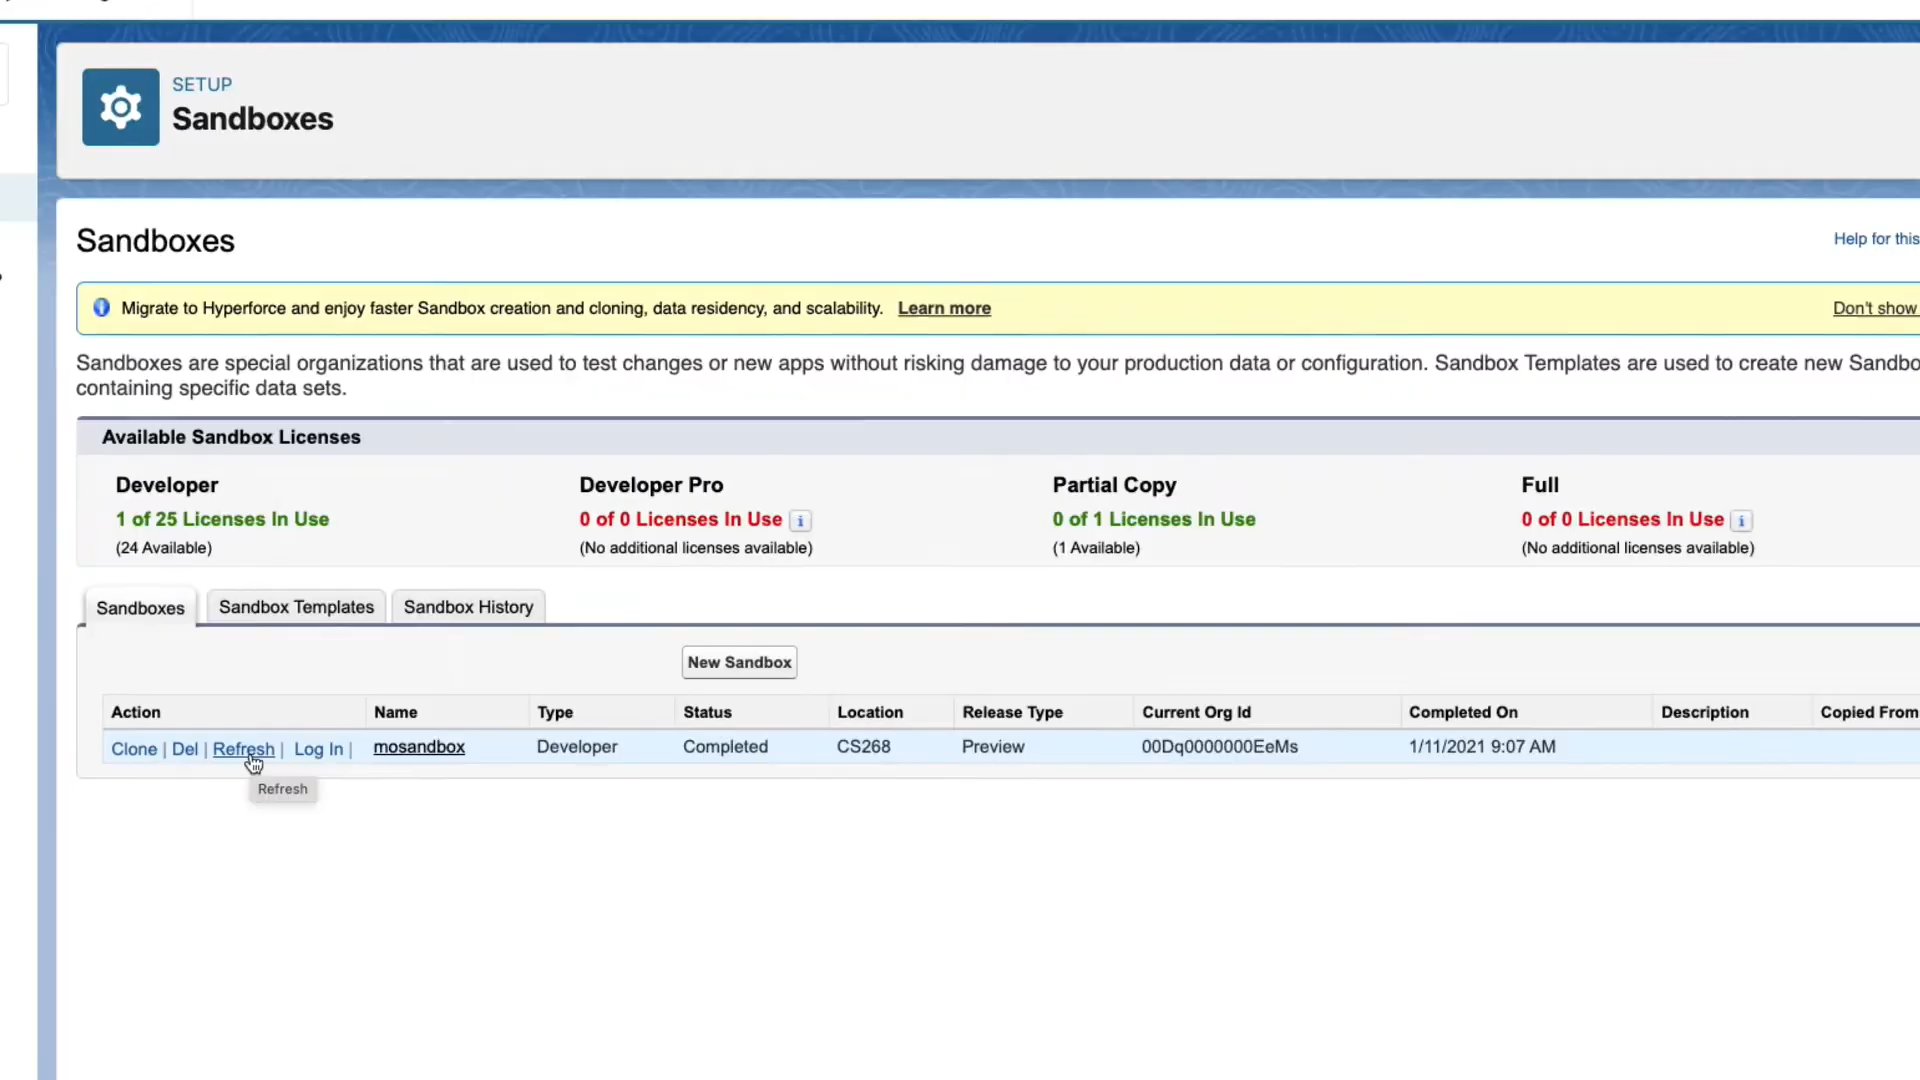 SETUP
Sandboxes
Sandboxes
Help for this
Migrate to Hyperforce and enjoy faster Sandbox creation and cloning, data residency, and scalability. Learn more
Don't show
Sandboxes are special organizations that are used to test changes or new apps without risking damage to your production data or configuration. Sandbox Templates are used to create new Sandbo
containing specific data sets.
Available Sandbox Licenses
Developer
1 of 25 Licenses In Use
(24 Available)
Developer Pro
0 of 0 Licenses In Use
(No additional licenses available)
Partial Copy
0 of 1 Licenses In Use
(1 Available)
Full
0 of 0 Licenses In Use
(No additional licenses available)
Sandboxes Sandbox Templates Sandbox History
New Sandbox
Action Name Type Status Location Release Type Current Org Id Completed On Description Copied From
Clone | Del | Refresh | Log In | mosandbox Developer Completed CS268 Preview 00Dq0000000EeMs 1/11/2021 9:07 AM
Refresh